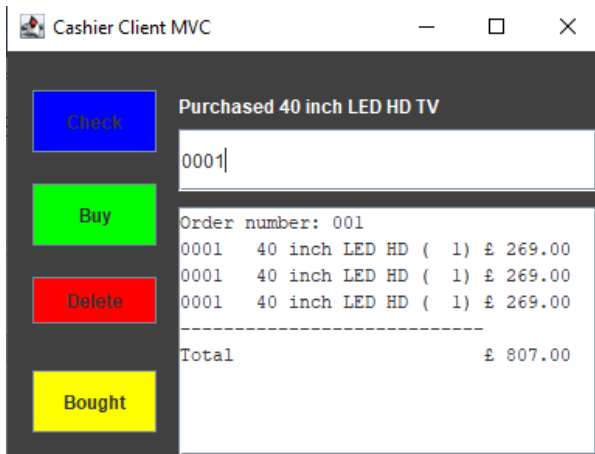 Cashier Client MVC
Purchased 40 inch LED HD TV
Check
0001
Buy
Delete
Bought
Order number: 001
0001   40 inch LED HD (  1) £ 269.00
0001   40 inch LED HD (  1) £ 269.00
0001   40 inch LED HD (  1) £ 269.00
----------------------------
Total                       £ 807.00